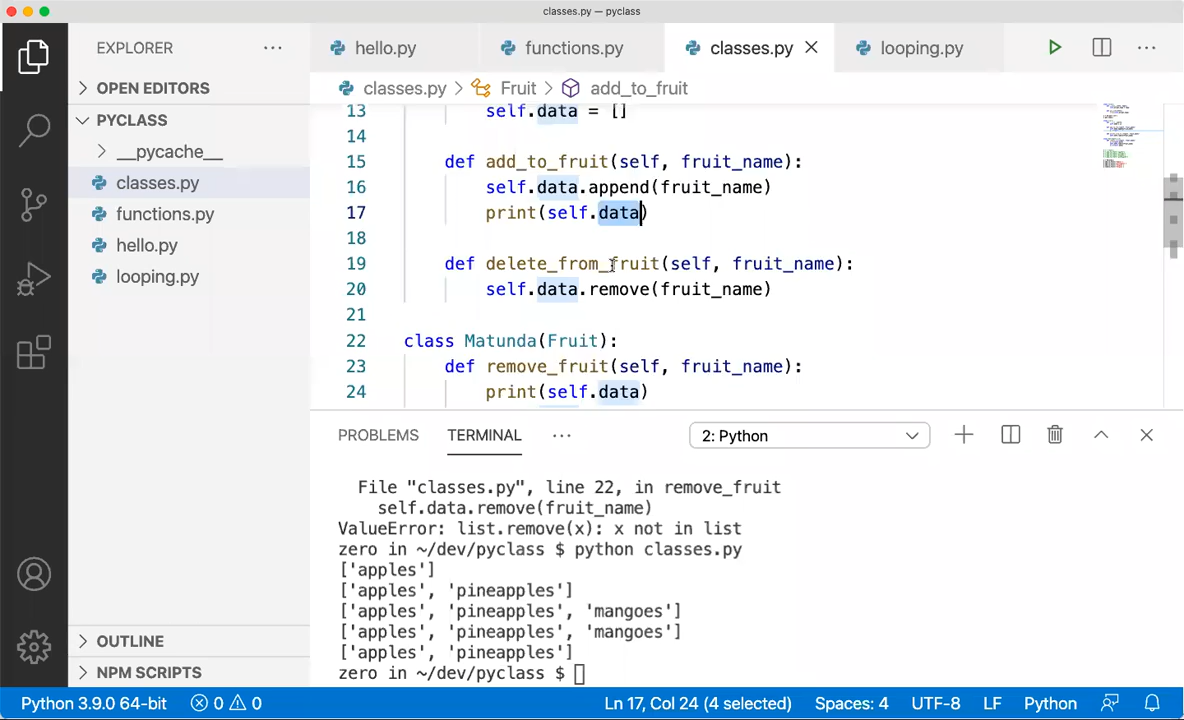 classes.py — pyclass
EXPLORER
OPEN EDITORS
PYCLASS
__pycache__
classes.py
functions.py
hello.py
looping.py
OUTLINE
NPM SCRIPTS
hello.py functions.py classes.py looping.py
classes.py > Fruit > add_to_fruit
13 self.data = []
14
15 def add_to_fruit(self, fruit_name):
16 self.data.append(fruit_name)
17 print(self.data)
18
19 def delete_from_fruit(self, fruit_name):
20 self.data.remove(fruit_name)
21
22 class Matunda(Fruit):
23 def remove_fruit(self, fruit_name):
24 print(self.data)
PROBLEMS TERMINAL 2: Python
File "classes.py", line 22, in remove_fruit
self.data.remove(fruit_name)
ValueError: list.remove(x): x not in list
zero in ~/dev/pyclass $ python classes.py
['apples']
['apples', 'pineapples']
['apples', 'pineapples', 'mangoes']
['apples', 'pineapples', 'mangoes']
['apples', 'pineapples']
zero in ~/dev/pyclass $
Python 3.9.0 64-bit 0 0 Ln 17, Col 24 (4 selected) Spaces: 4 UTF-8 LF Python